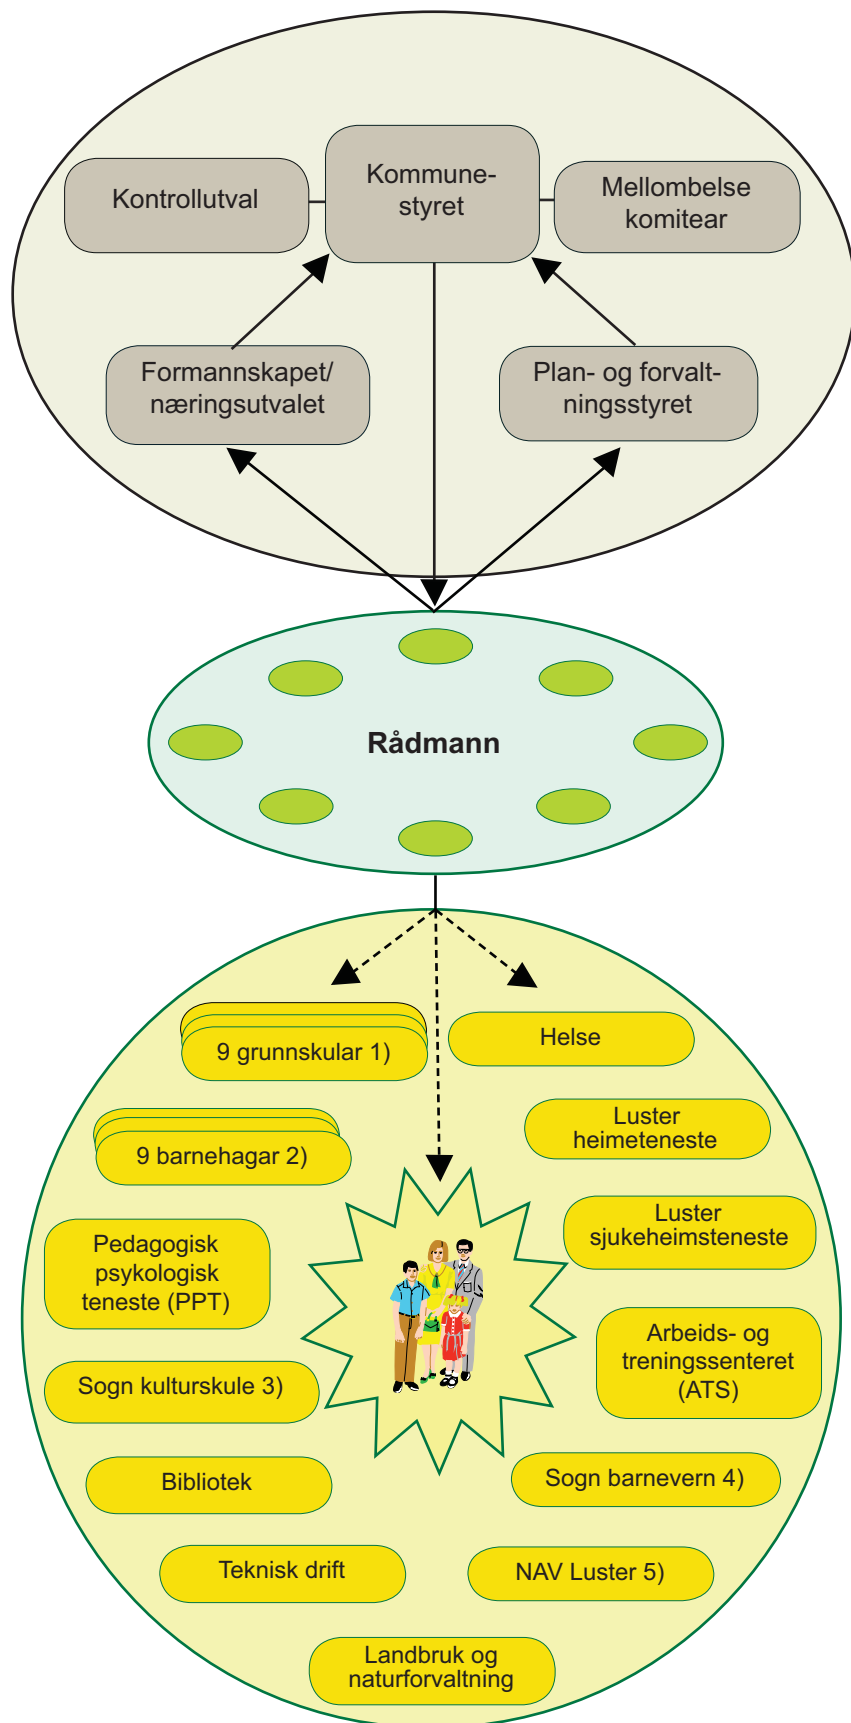 Kontrollutval
Kommune-
styret
Mellombelse
komitear
Formannskapet/
næringsutvalet
Plan- og forvalt-
ningsstyret
Rådmann
9 grunnskular 1)
Helse
9 barnehagar 2)
Luster
heimeteneste
Pedagogisk
psykologisk
teneste (PPT)
Luster
sjukeheimsteneste
Sogn kulturskule 3)
Arbeids- og
treningssenteret
(ATS)
Bibliotek
Sogn barnevern 4)
Teknisk drift
NAV Luster 5)
Landbruk og
naturforvaltning